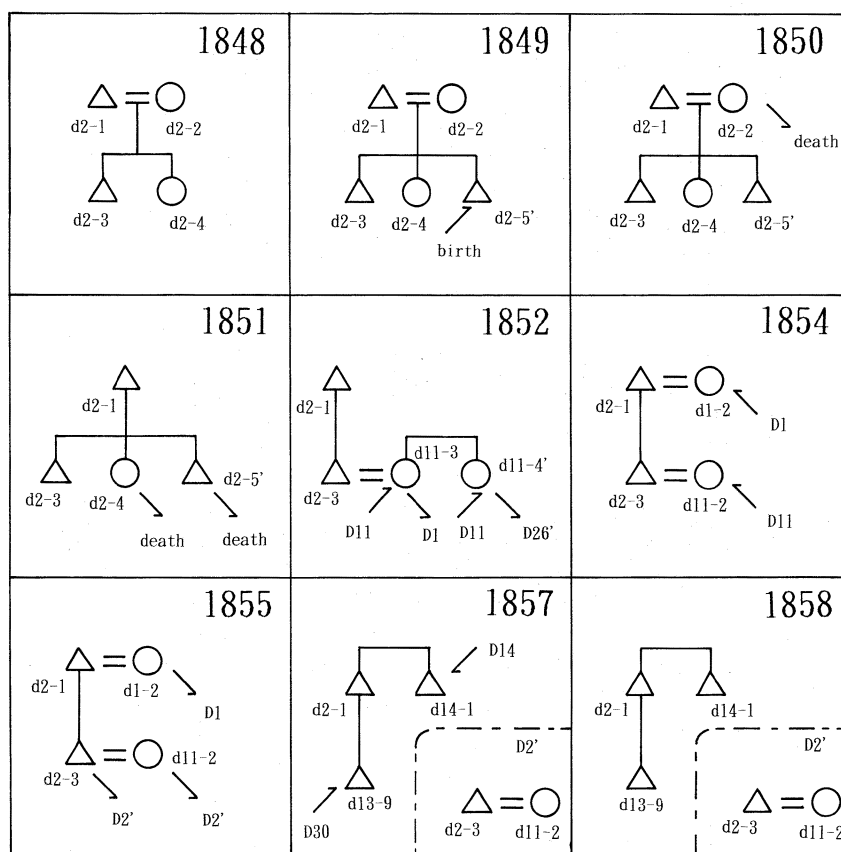 1848
d2-1
d2-2
d2-3
d2-4
1849
d2-1
d2-2
d2-3
d2-4
d2-5'
birth
1850
d2-1
d2-2
death
d2-3
d2-4
d2-5'
1851
d2-1
d2-3
d2-4
d2-5'
death
death
1852
d2-1
d11-3
d11-4'
d2-3
D11
D1
D11
D26'
1854
d2-1
d1-2
D1
d2-3
d11-2
D11
1855
d2-1
d1-2
D1
d2-3
d11-2
D2'
D2'
1857
D14
d2-1
d14-1
D2'
d13-9
D30
d2-3
d11-2
1858
d2-1
d14-1
D2'
d13-9
d2-3
d11-2